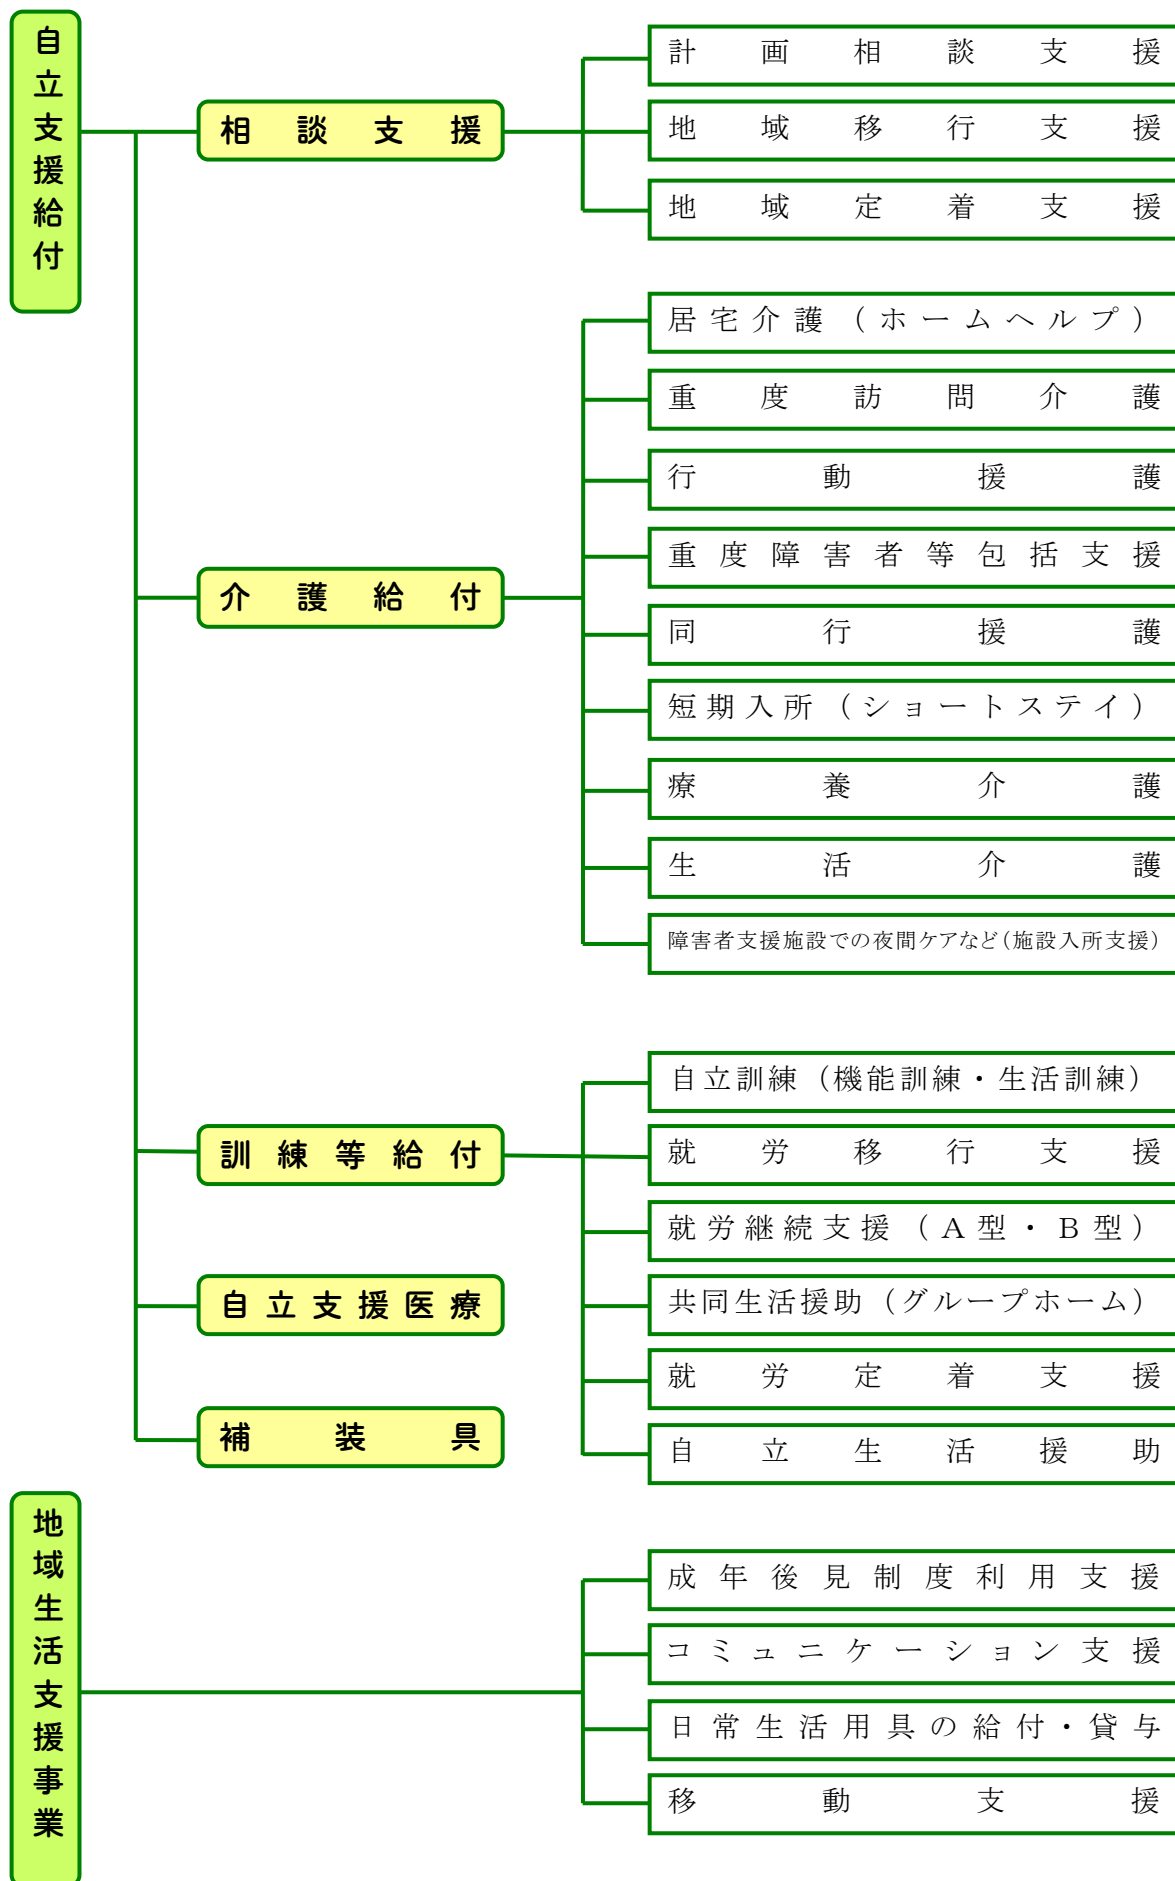 自立支援給付
相談支援
計画相談支援
地域移行支援
地域定着支援
介護給付
居宅介護（ホームヘルプ）
重度訪問介護
行動援護
重度障害者等包括支援
同行援護
短期入所（ショートステイ）
療養介護
生活介護
障害者支援施設での夜間ケアなど（施設入所支援）
訓練等給付
自立訓練（機能訓練・生活訓練）
就労移行支援
就労継続支援（A型・B型）
共同生活援助（グループホーム）
就労定着支援
自立生活援助
自立支援医療
補装具
地域生活支援事業
成年後見制度利用支援
コミュニケーション支援
日常生活用具の給付・貸与
移動支援